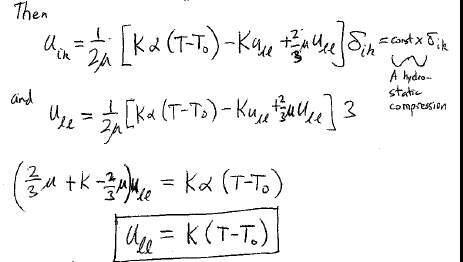 Then
u_ik = 1/2μ [Kα(T-T₀) - Ku_ll + 2/3 μ u_ll] δ_ik = const x δ_ik
A hydro-
static
compression
and u_ll = 1/2μ [Kα(T-T₀) - Ku_ll + 2/3 μ u_ll] 3
(2/3 μ + K - 2/3 μ) u_ll = Kα (T-T₀)
u_ll = K(T-T₀)